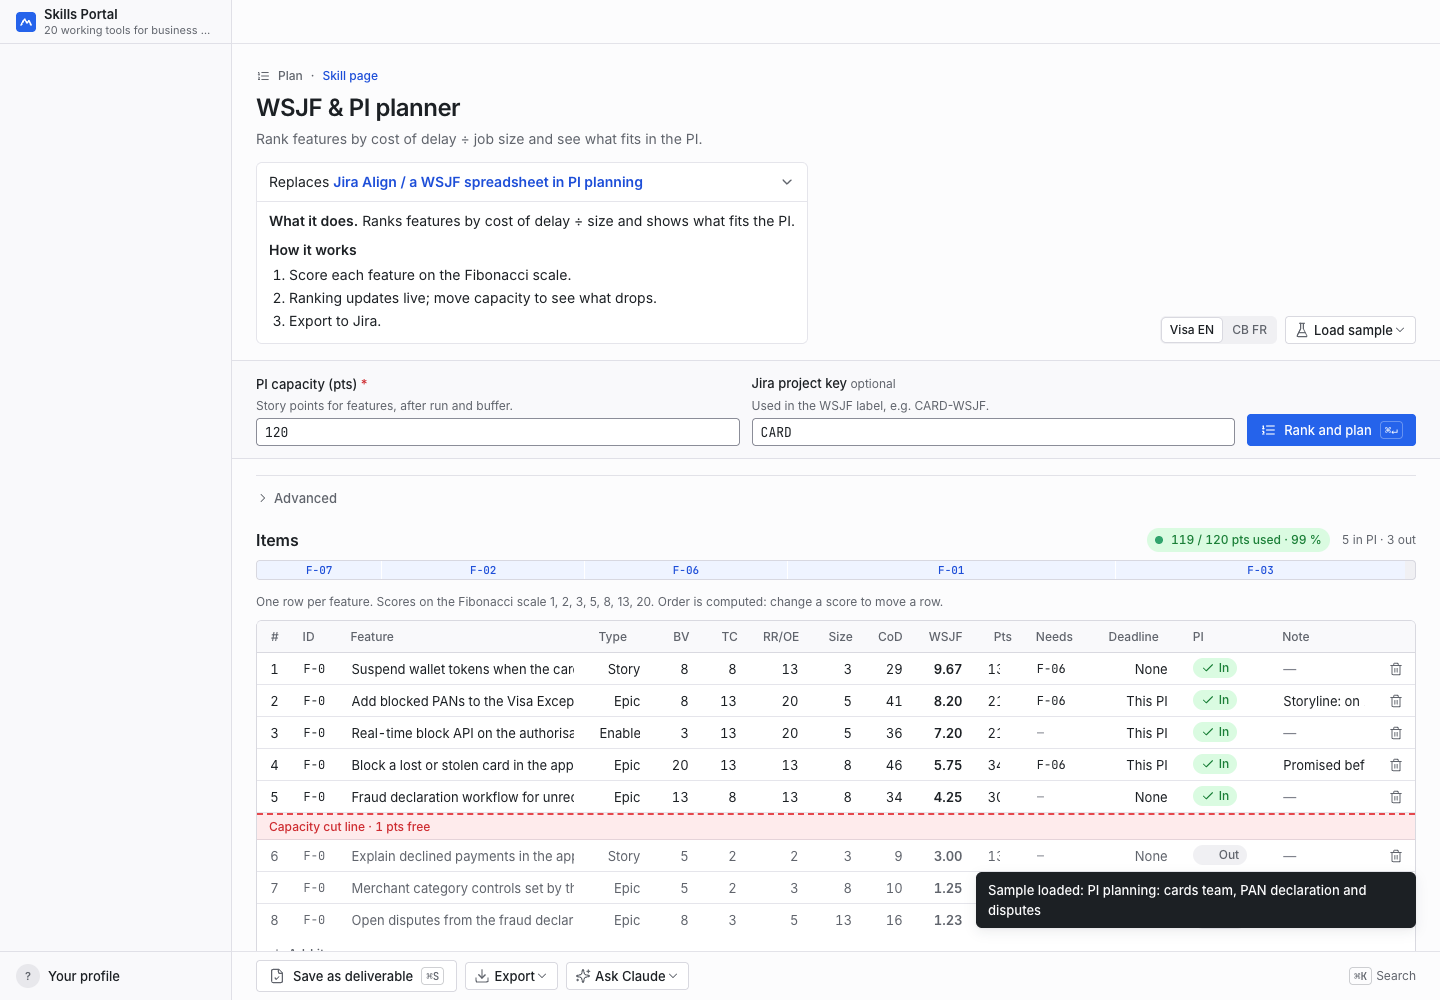 Skills Portal
20 working tools for business ...
Plan · Skill page
WSJF & PI planner
Rank features by cost of delay ÷ job size and see what fits in the PI.
Replaces Jira Align / a WSJF spreadsheet in PI planning
What it does. Ranks features by cost of delay ÷ size and shows what fits the PI.
How it works
1. Score each feature on the Fibonacci scale.
2. Ranking updates live; move capacity to see what drops.
3. Export to Jira.
Visa EN CB FR Load sample
PI capacity (pts) *
Story points for features, after run and buffer.
120
Jira project key optional
Used in the WSJF label, e.g. CARD-WSJF.
CARD
Rank and plan ⌘↵
Advanced
Items
119 / 120 pts used · 99 % 5 in PI · 3 out
F-07 F-02 F-06 F-01 F-03
One row per feature. Scores on the Fibonacci scale 1, 2, 3, 5, 8, 13, 20. Order is computed: change a score to move a row.
# ID Feature Type BV TC RR/OE Size CoD WSJF Pts Needs Deadline PI Note
1 F-0 Suspend wallet tokens when the car Story 8 8 13 3 29 9.67 13 F-06 None In —
2 F-0 Add blocked PANs to the Visa Excep Epic 8 13 20 5 41 8.20 21 F-06 This PI In Storyline: on
3 F-0 Real-time block API on the authorisa Enable 3 13 20 5 36 7.20 21 – This PI In —
4 F-0 Block a lost or stolen card in the app Epic 20 13 13 8 46 5.75 34 F-06 This PI In Promised bef
5 F-0 Fraud declaration workflow for unrec Epic 13 8 13 8 34 4.25 30 – None In —
Capacity cut line · 1 pts free
6 F-0 Explain declined payments in the app Story 5 2 2 3 9 3.00 13 – None Out —
7 F-0 Merchant category controls set by th Epic 5 2 3 8 10 1.25
8 F-0 Open disputes from the fraud declar Epic 8 3 5 13 16 1.23
Sample loaded: PI planning: cards team, PAN declaration and
disputes
? Your profile
Save as deliverable ⌘S Export Ask Claude
⌘K Search